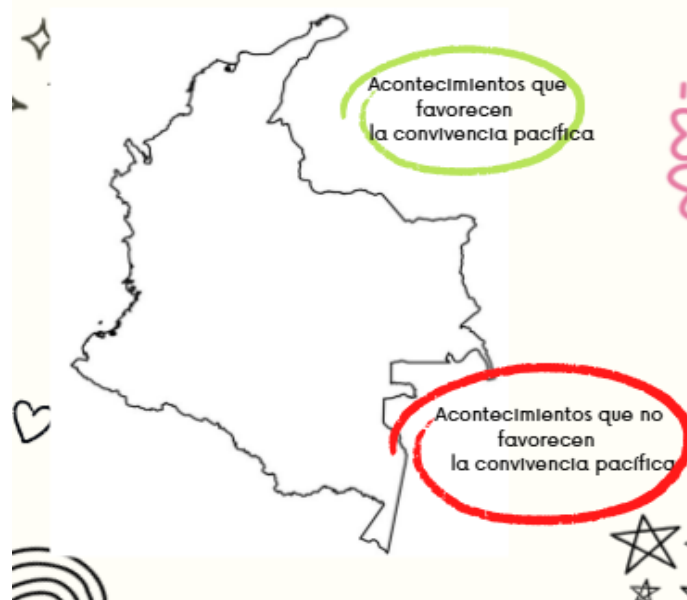 Acontecimientos que
favorecen
la convivencia pacífica
Acontecimientos que no
favorecen
la convivencia pacífica